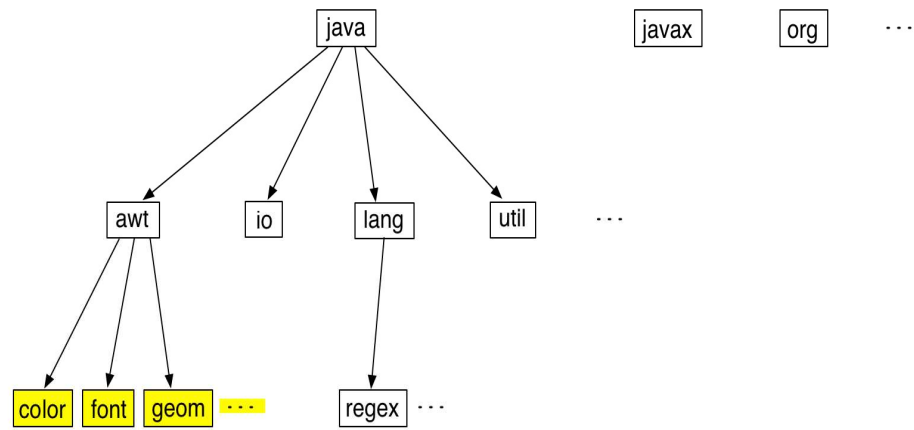 java javax org ...
awt io lang util ...
color font geom ... regex ...